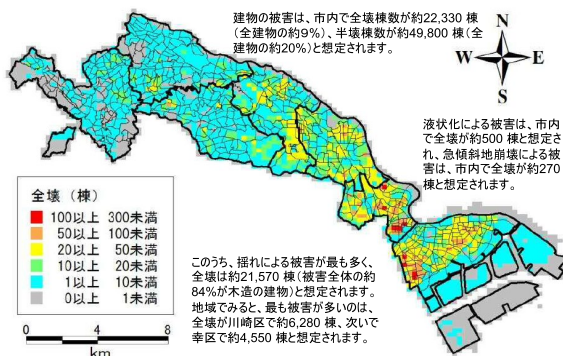 建物の被害は、市内で全壊棟数が約22,330 棟
（全建物の約9％）、半壊棟数が約49,800 棟（全
建物の約20％）と想定されます。
N
W E
S
液状化による被害は、市内
で全壊が約500 棟と想定さ
れ、急傾斜地崩壊による被
害は、市内で全壊が約270
棟と想定されます。
全壊（棟）
100以上 300未満
50以上 100未満
20以上 50未満
10以上 20未満
1以上 10未満
0以上 1未満
このうち、揺れによる被害が最も多く、
全壊は約21,570 棟（被害全体の約
84％が木造の建物）と想定されます。
地域でみると、最も被害が多いのは、
全壊が川崎区で約6,280 棟、次いで
幸区で約4,550 棟と想定されます。
0 4 8
km